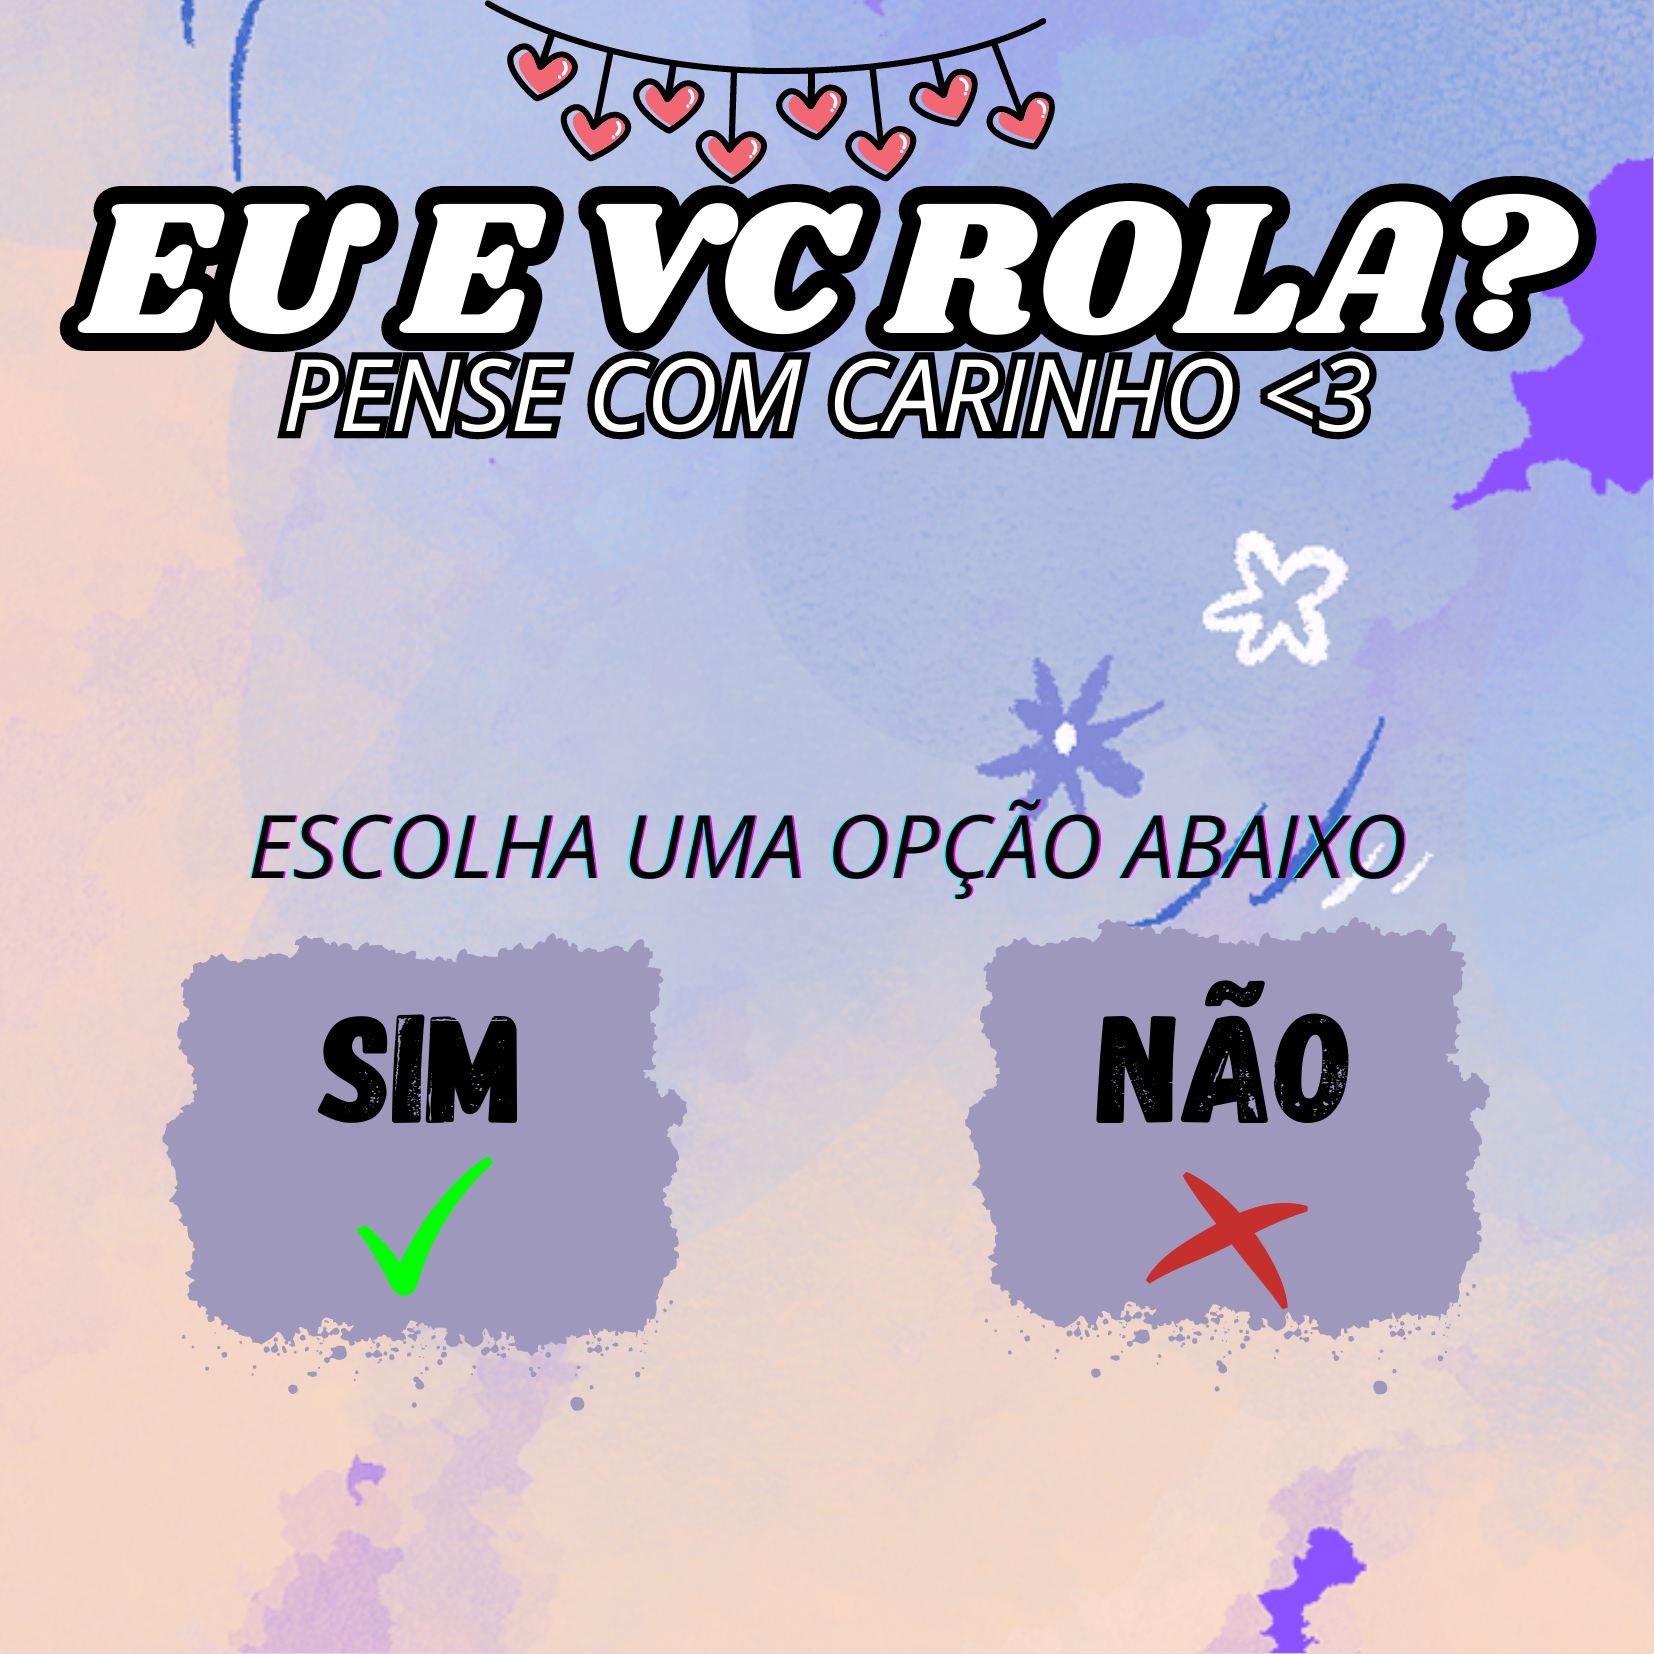 EU E VC ROLA?
PENSE COM CARINHO <3
ESCOLHA UMA OPÇÃO ABAIXO
SIM
NÃO